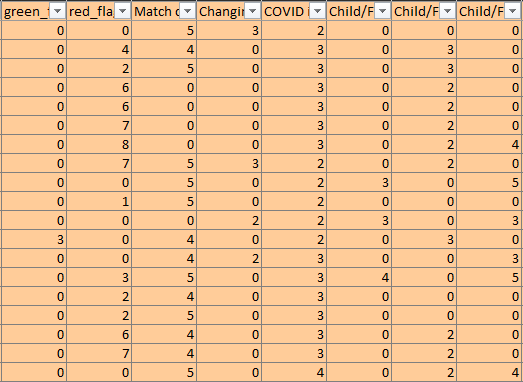 green_ red_fla Match c Changin COVID Child/F Child/F Child/F
0 0 5 3 2 0 0 0
0 4 4 0 3 0 3 0
0 2 5 0 3 0 3 0
0 6 0 0 3 0 2 0
0 6 0 0 3 0 2 0
0 7 0 0 3 0 2 0
0 8 0 0 3 0 2 4
0 7 5 3 2 0 2 0
0 0 5 0 2 3 0 5
0 1 5 0 2 0 0 0
0 0 0 2 2 3 0 3
3 0 4 0 2 0 3 0
0 0 4 2 3 0 0 3
0 3 5 0 3 4 0 5
0 2 4 0 3 0 0 0
0 2 5 0 3 0 0 0
0 6 4 0 3 0 2 0
0 7 4 0 3 0 2 0
0 0 5 0 4 0 2 4